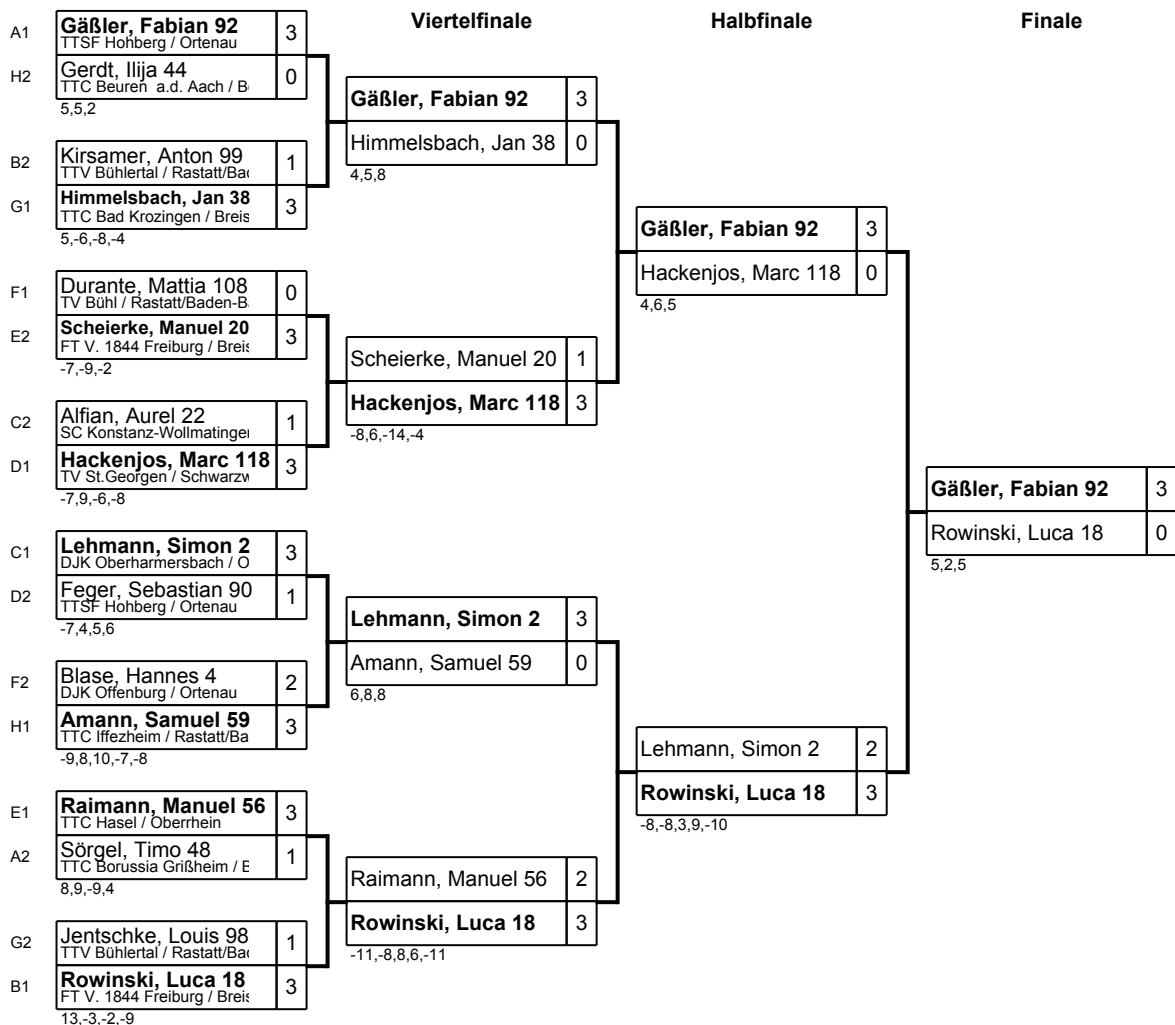 Viertelfinale
Halbfinale
Finale
A1
Gäßler, Fabian 92
3
TTSF Hohberg / Ortenau
H2
Gerdt, Ilija 44
0
TTC Beuren a.d. Aach / B
5,5,2
B2
Kirsamer, Anton 99
1
TTV Bühlertal / Rastatt/Bad
G1
Himmelsbach, Jan 38
3
TTC Bad Krozingen / Breis
5,-6,-8,-4
F1
Durante, Mattia 108
0
TV Bühl / Rastatt/Baden-B
E2
Scheierke, Manuel 20
3
FT V. 1844 Freiburg / Breis
-7,-9,-2
C2
Alfian, Aurel 22
1
SC Konstanz-Wollmatinge
D1
Hackenjos, Marc 118
3
TV St.Georgen / Schwarzw
-7,9,-6,-8
C1
Lehmann, Simon 2
3
DJK Oberharmersbach / O
D2
Feger, Sebastian 90
1
TTSF Hohberg / Ortenau
-7,4,5,6
F2
Blase, Hannes 4
2
DJK Offenburg / Ortenau
H1
Amann, Samuel 59
3
TTC Iffezheim / Rastatt/Ba
-9,8,10,-7,-8
E1
Raimann, Manuel 56
3
TTC Hasel / Oberrhein
A2
Sörgel, Timo 48
1
TTC Borussia Grißheim / B
8,9,-9,4
G2
Jentschke, Louis 98
1
TTV Bühlertal / Rastatt/Bad
B1
Rowinski, Luca 18
3
FT V. 1844 Freiburg / Breis
13,-3,-2,-9
Gäßler, Fabian 92
3
Himmelsbach, Jan 38
0
4,5,8
Scheierke, Manuel 20
1
Hackenjos, Marc 118
3
-8,6,-14,-4
Lehmann, Simon 2
3
Amann, Samuel 59
0
6,8,8
Raimann, Manuel 56
2
Rowinski, Luca 18
3
-11,-8,8,6,-11
Gäßler, Fabian 92
3
Hackenjos, Marc 118
0
4,6,5
Lehmann, Simon 2
2
Rowinski, Luca 18
3
-8,-8,3,9,-10
Gäßler, Fabian 92
3
Rowinski, Luca 18
0
5,2,5